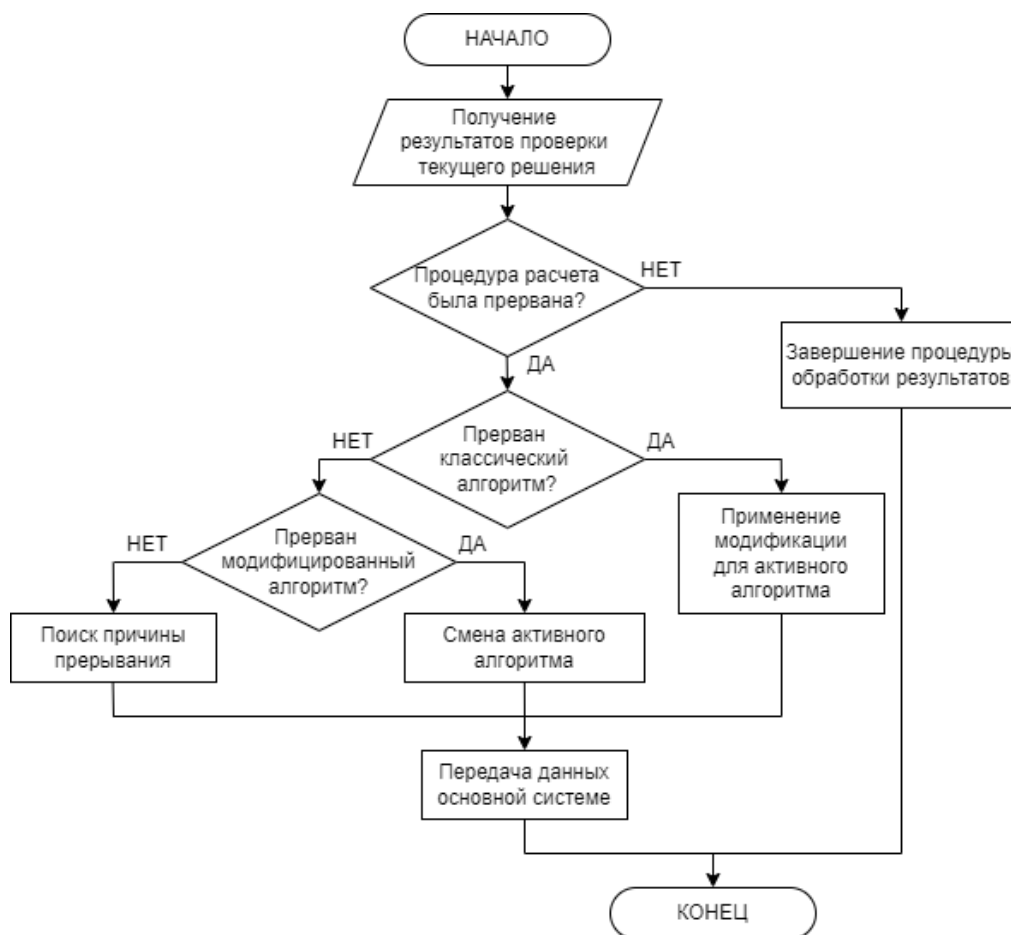 НАЧАЛО
Получение
результатов проверки
текущего решения
Процедура расчета
была прервана?
НЕТ
ДА
Завершение процедуры
обработки результатов
Прерван
классический
алгоритм?
НЕТ
ДА
Прерван
модифицированный
алгоритм?
НЕТ
ДА
Применение
модификации
для активного
алгоритма
Поиск причины
прерывания
Смена активного
алгоритма
Передача данных
основной системе
КОНЕЦ